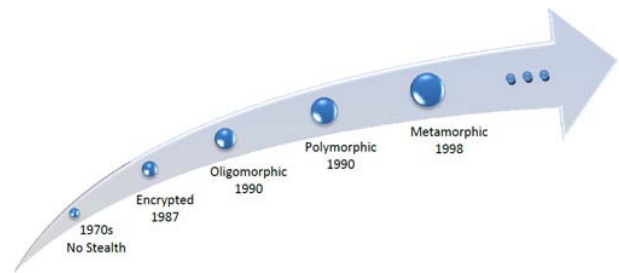 1970s
No Stealth
Encrypted
1987
Oligomorphic
1990
Polymorphic
1990
Metamorphic
1998